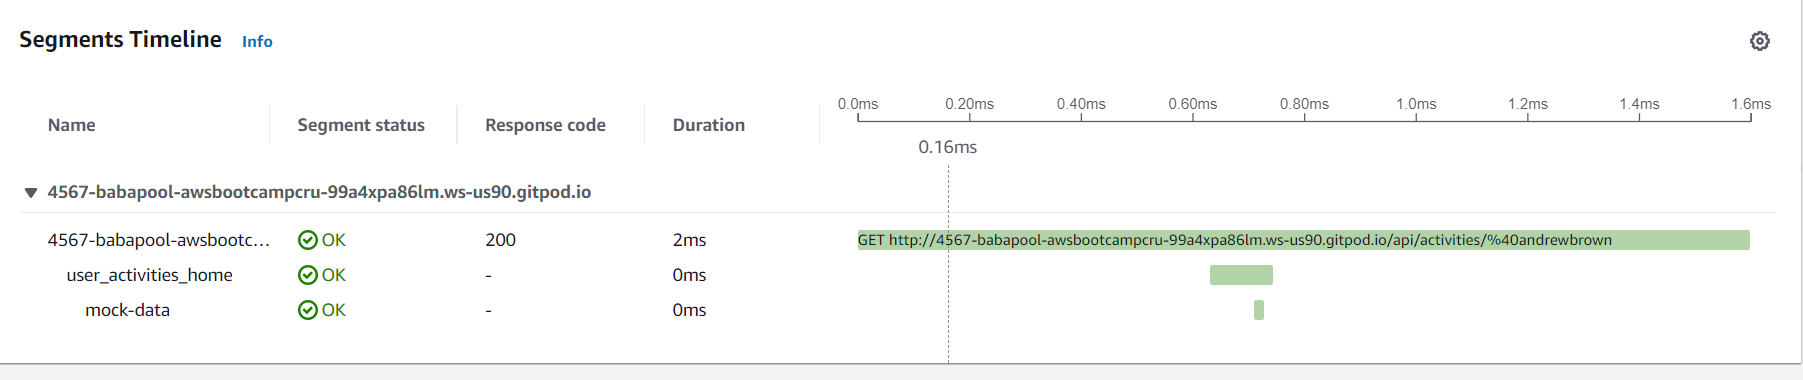 Segments Timeline Info
0.0ms 0.20ms 0.40ms 0.60ms 0.80ms 1.0ms 1.2ms 1.4ms 1.6ms
Name Segment status Response code Duration
0.16ms
4567-babapool-awsbootcampcru-99a4xpa86lm.ws-us90.gitpod.io
4567-babapool-awsbootc... OK 200 2ms GET http://4567-babapool-awsbootcampcru-99a4xpa86lm.ws-us90.gitpod.io/api/activities/%40andrewbrown
user_activities_home OK - 0ms
mock-data OK - 0ms